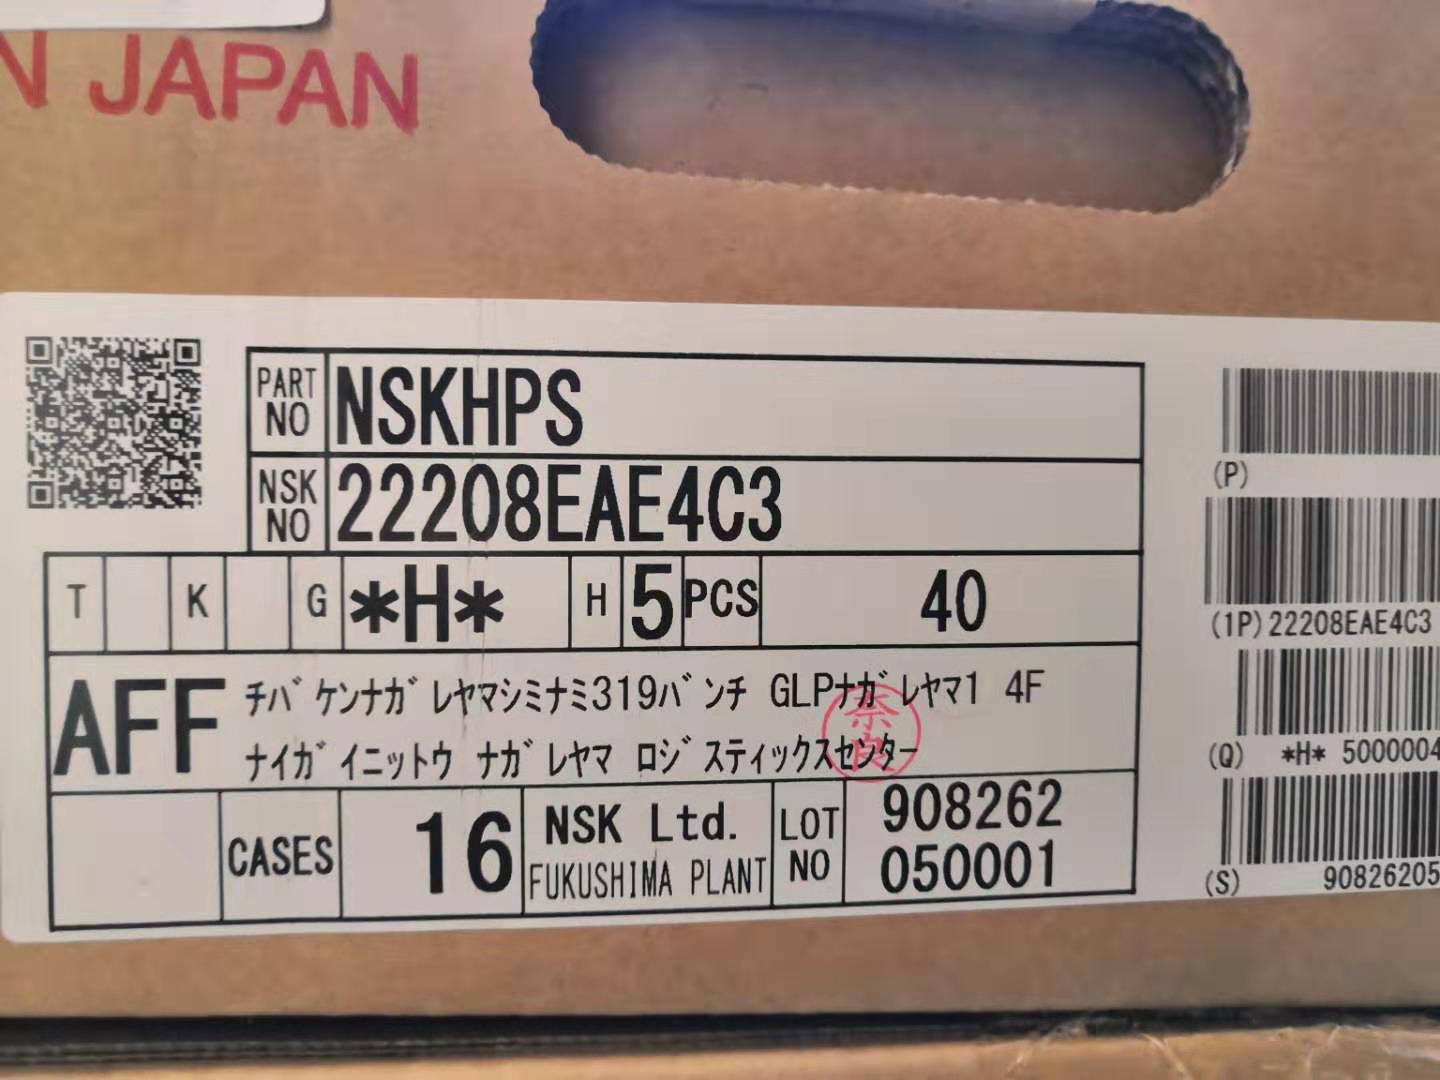 N JAPAN
PART NO NSKHPS
NSK NO 22208EAE4C3
T K G *H* H 5 PCS 40
AFF
チバケンナガレヤマシミナミ319バンチ GLPナガレヤマ1 4F
ナイガイニットウ ナガレヤマ ロジスティックスセンター
奈良
CASES 16
NSK Ltd.
FUKUSHIMA PLANT
LOT NO
908262
050001
(P)
(1P) 22208EAE4C3
(Q) *H* 5000004
(S) 90826205